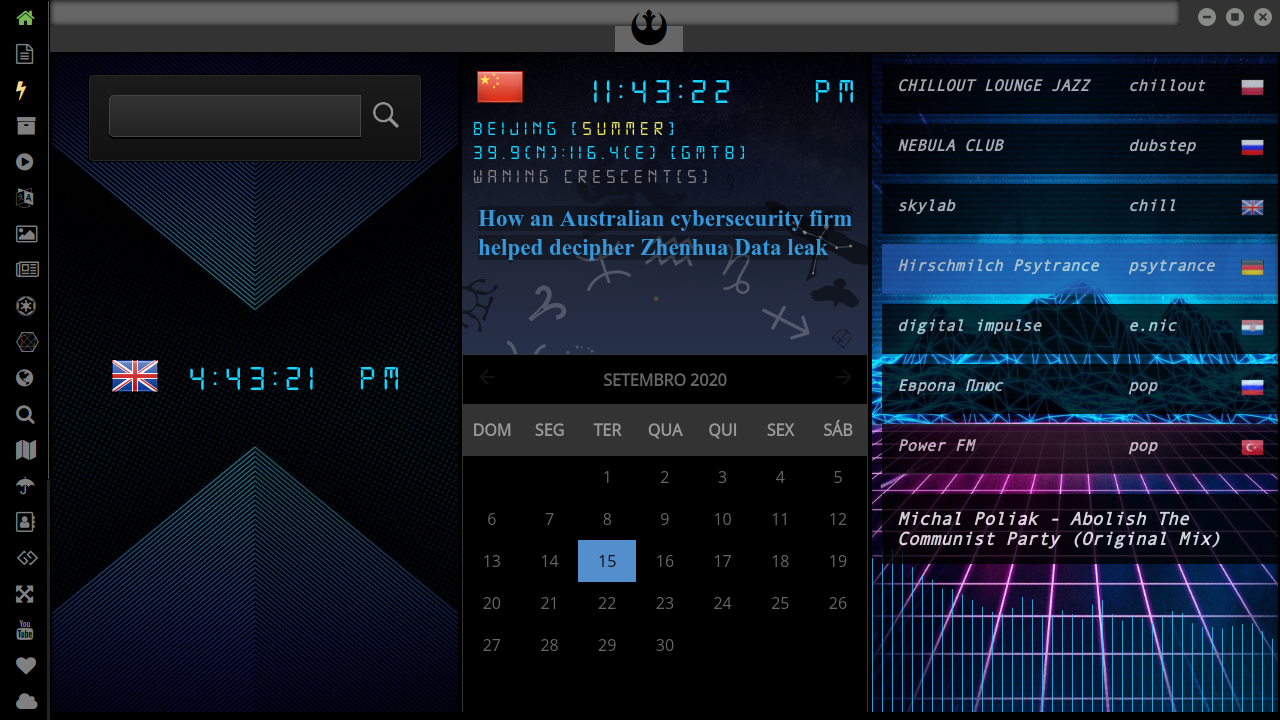 4:43:21 PM
11:43:22 PM
BEIJING (SUMMER)
39.9(N):116.4(E) (GMT8)
WANING CRESCENT(S)
How an Australian cybersecurity firm
helped decipher Zhenhua Data leak
SETEMBRO 2020
DOM SEG TER QUA QUI SEX SÁB
1 2 3 4 5
6 7 8 9 10 11 12
13 14 15 16 17 18 19
20 21 22 23 24 25 26
27 28 29 30
CHILLOUT LOUNGE JAZZ chillout
NEBULA CLUB dubstep
skylab chill
Hirschmilch Psytrance psytrance
digital impulse e.nic
Европа Плюс pop
Power FM pop
Michal Poliak - Abolish The
Communist Party (Original Mix)
You
Tube